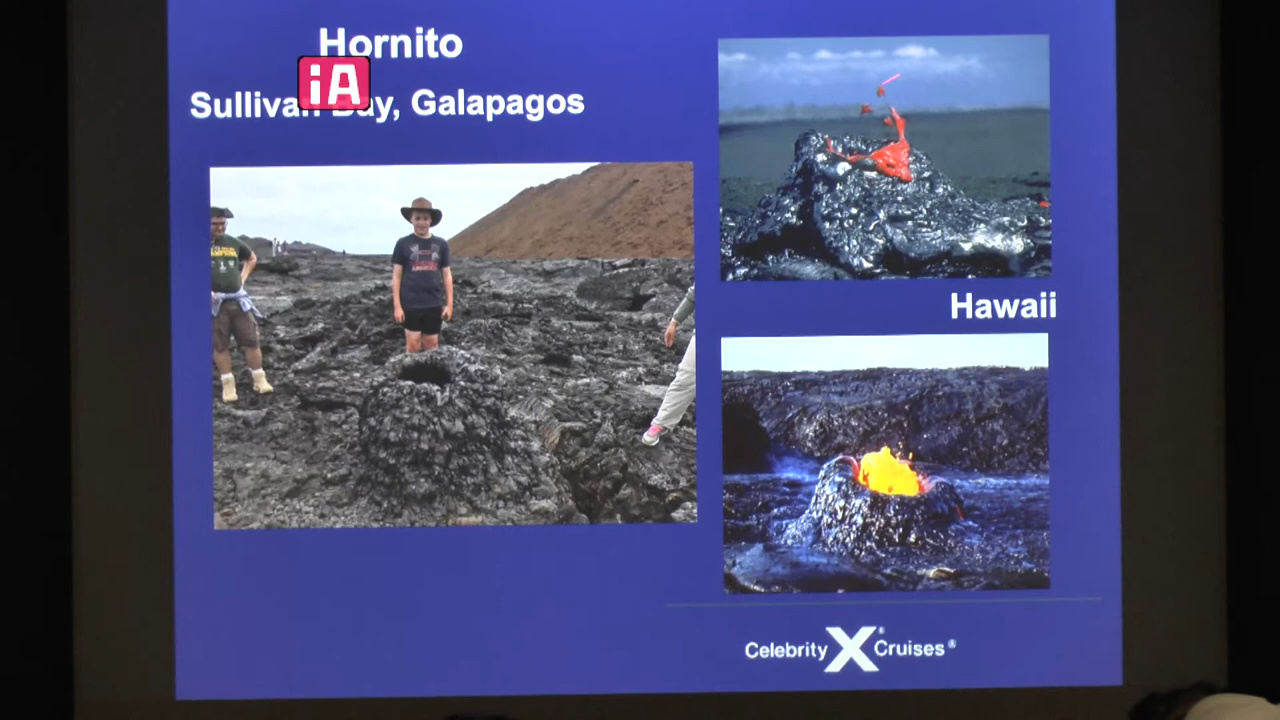 Hornito
iA
Sullivan Bay, Galapagos
Hawaii
Celebrity X® Cruises®